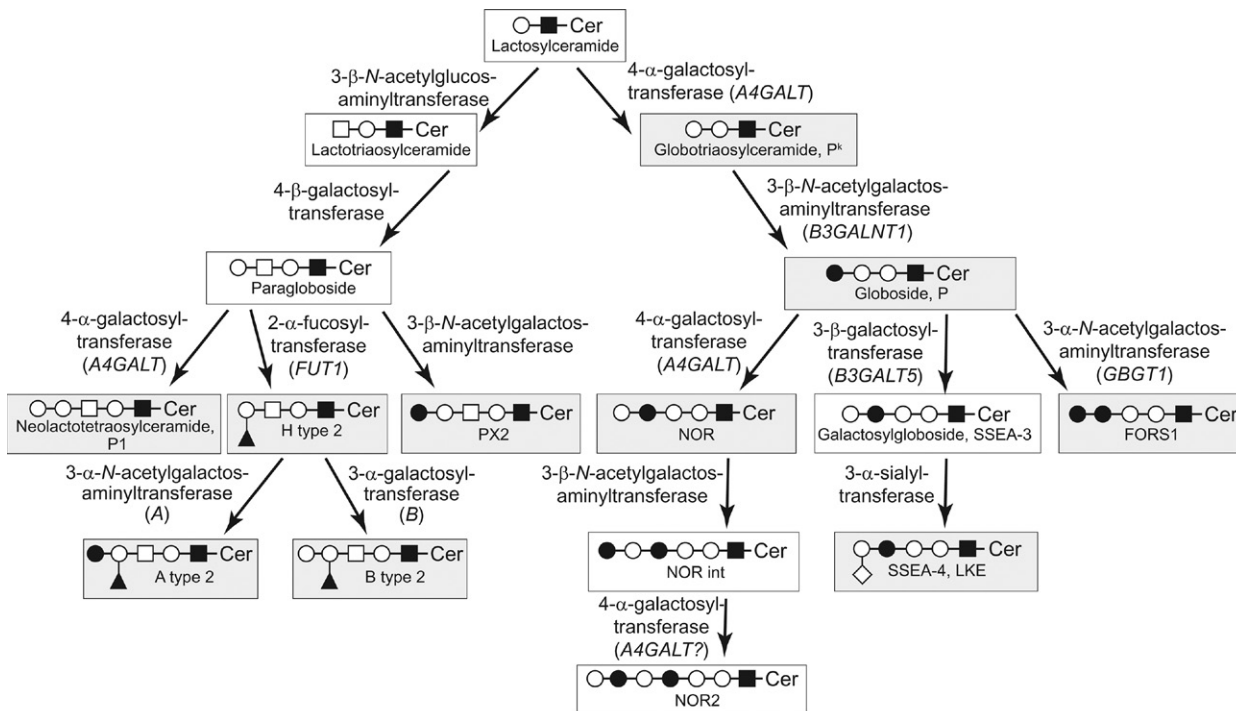 Cer
Lactosylceramide
3-β-N-acetylglucos-
aminyltransferase
4-α-galactosyl-
transferase (A4GALT)
Cer
Lactotriaosylceramide
Cer
Globotriaosylceramide, Pᵏ
4-β-galactosyl-
transferase
3-β-N-acetylgalactos-
aminyltransferase
(B3GALNT1)
Cer
Paragloboside
Cer
Globoside, P
4-α-galactosyl-
transferase
(A4GALT)
2-α-fucosyl-
transferase
(FUT1)
3-β-N-acetylgalactos-
aminyltransferase
4-α-galactosyl-
transferase
(A4GALT)
3-β-galactosyl-
transferase
(B3GALT5)
3-α-N-acetylgalactos-
aminyltransferase
(GBGT1)
Cer
Neolactotetraosylceramide,
P1
Cer
H type 2
Cer
PX2
Cer
NOR
Cer
Galactosylgloboside, SSEA-3
Cer
FORS1
3-α-N-acetylgalactos-
aminyltransferase
(A)
3-α-galactosyl-
transferase
(B)
3-β-N-acetylgalactos-
aminyltransferase
3-α-sialyl-
transferase
Cer
A type 2
Cer
B type 2
Cer
NOR int
Cer
SSEA-4, LKE
4-α-galactosyl-
transferase
(A4GALT?)
Cer
NOR2